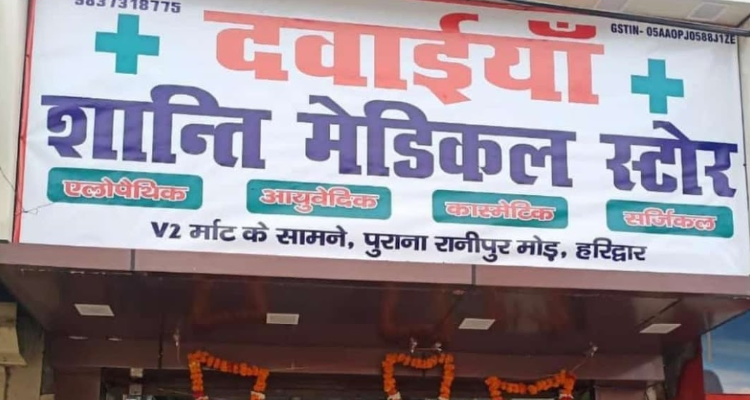 9837318775
GSTIN- 05AAOPJ0588J1ZE
दवाईयाँ
शान्ति मेडिकल स्टोर
एलोपैथिक आयुवेदिक कास्मेटिक सर्जिकल
V2 र्माट के सामने, पुराना रानीपुर मोड़, हरिद्वार